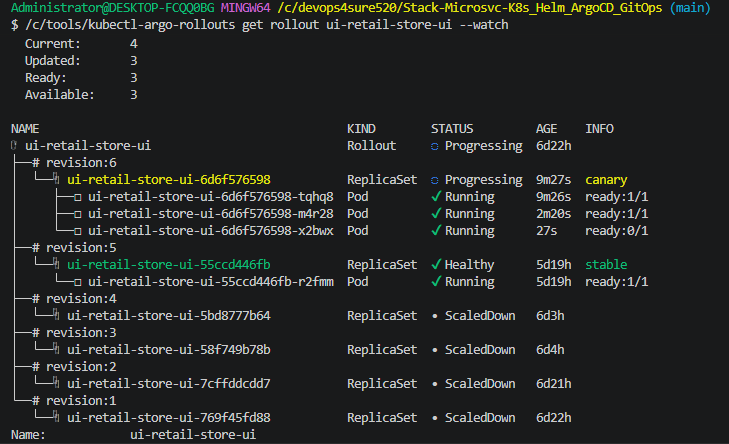 Administrator@DESKTOP-FCQQ0BG MINGW64 /c/devops4sure520/Stack-Microsvc-K8s_Helm_ArgoCD_GitOps (main)
$ /c/tools/kubectl-argo-rollouts get rollout ui-retail-store-ui --watch
Current: 4
Updated: 3
Ready: 3
Available: 3
NAME KIND STATUS AGE INFO
ui-retail-store-ui Rollout ◌ Progressing 6d22h
├──# revision:6
│ └── ui-retail-store-ui-6d6f576598 ReplicaSet ◌ Progressing 9m27s canary
│ ├──□ ui-retail-store-ui-6d6f576598-tqhq8 Pod ✔ Running 9m26s ready:1/1
│ ├──□ ui-retail-store-ui-6d6f576598-m4r28 Pod ✔ Running 2m20s ready:1/1
│ └──□ ui-retail-store-ui-6d6f576598-x2bwx Pod ✔ Running 27s ready:0/1
├──# revision:5
│ └── ui-retail-store-ui-55ccd446fb ReplicaSet ✔ Healthy 5d19h stable
│ └──□ ui-retail-store-ui-55ccd446fb-r2fmm Pod ✔ Running 5d19h ready:1/1
├──# revision:4
│ └── ui-retail-store-ui-5bd8777b64 ReplicaSet • ScaledDown 6d3h
├──# revision:3
│ └── ui-retail-store-ui-58f749b78b ReplicaSet • ScaledDown 6d4h
├──# revision:2
│ └── ui-retail-store-ui-7cffddcdd7 ReplicaSet • ScaledDown 6d21h
└──# revision:1
└── ui-retail-store-ui-769f45fd88 ReplicaSet • ScaledDown 6d22h
Name: ui-retail-store-ui